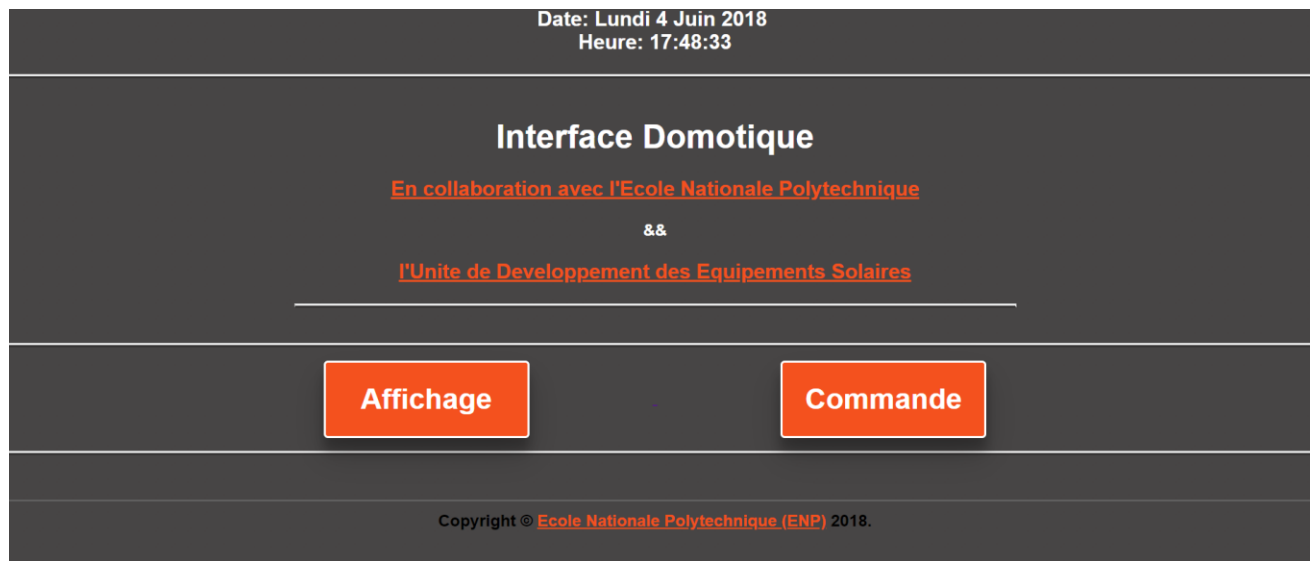 Date: Lundi 4 Juin 2018
Heure: 17:48:33
Interface Domotique
En collaboration avec l'Ecole Nationale Polytechnique
&&
l'Unite de Developpement des Equipements Solaires
Affichage
Commande
Copyright © Ecole Nationale Polytechnique (ENP) 2018.